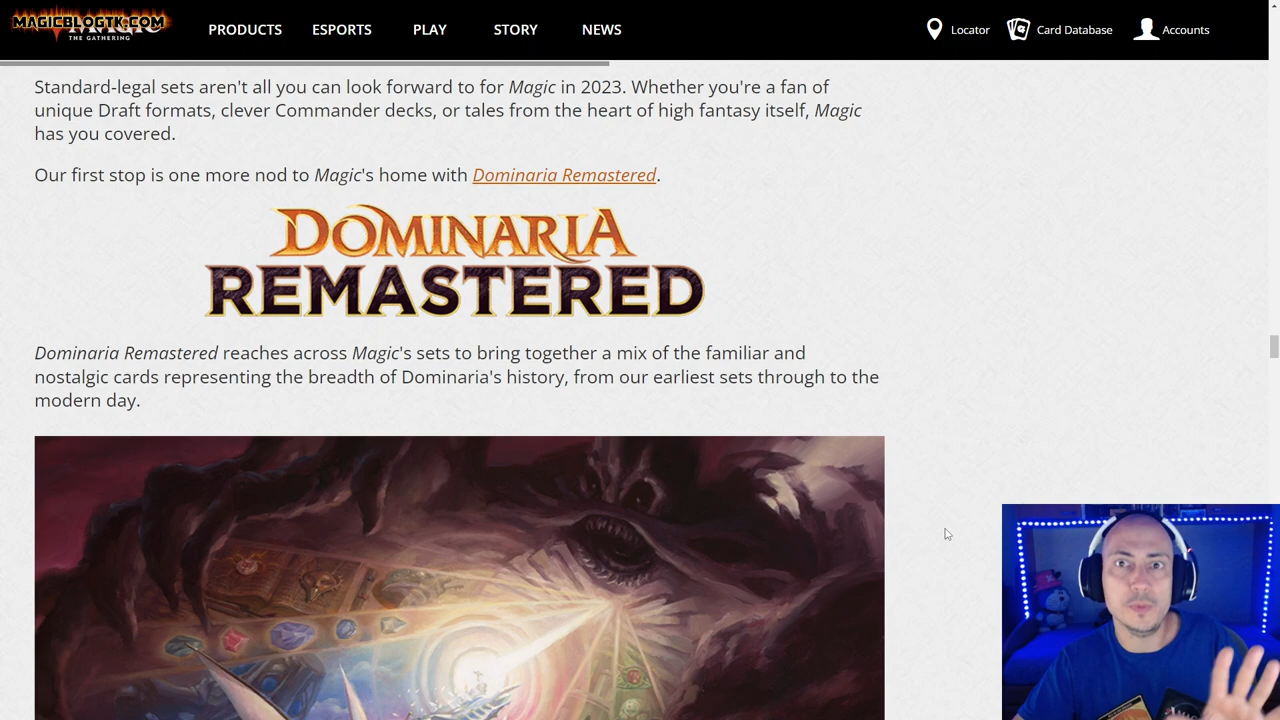 MAGICBLOGTK.COM
THE GATHERING
PRODUCTS
ESPORTS
PLAY
STORY
NEWS
Locator
Card Database
Accounts
Standard-legal sets aren't all you can look forward to for Magic in 2023. Whether you're a fan of
unique Draft formats, clever Commander decks, or tales from the heart of high fantasy itself, Magic
has you covered.
Our first stop is one more nod to Magic's home with Dominaria Remastered.
DOMINARIA
REMASTERED
Dominaria Remastered reaches across Magic's sets to bring together a mix of the familiar and
nostalgic cards representing the breadth of Dominaria's history, from our earliest sets through to the
modern day.